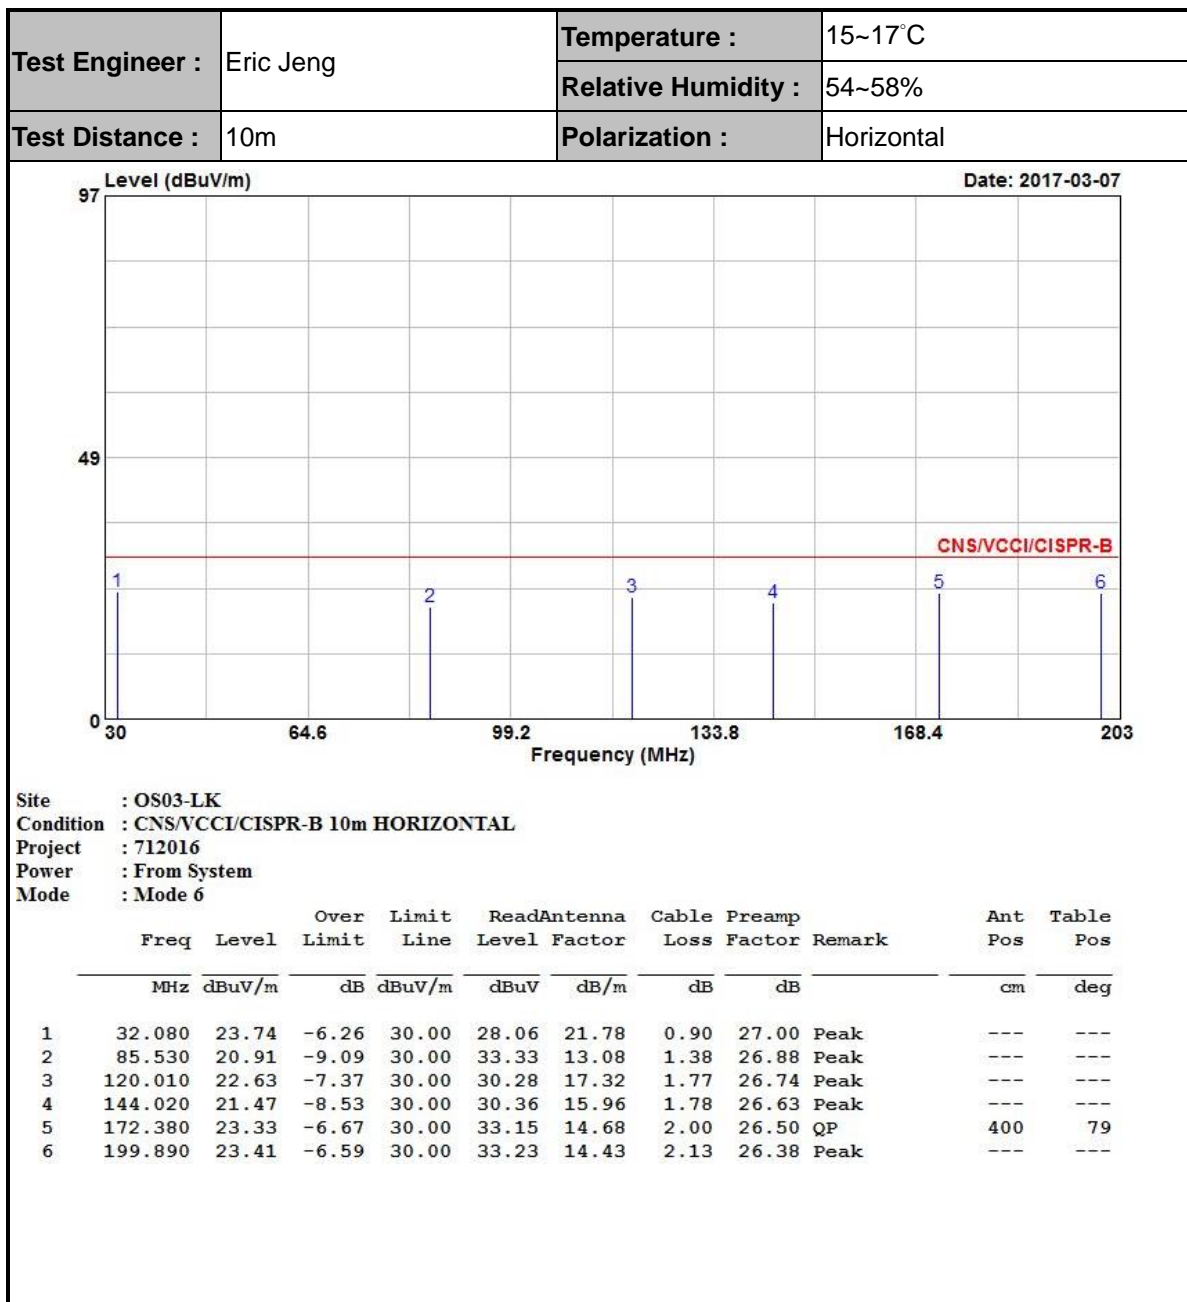 Test Engineer : Eric Jeng Temperature : 15~17°C
Relative Humidity : 54~58%
Test Distance : 10m Polarization : Horizontal
97 Level (dBuV/m) Date: 2017-03-07
49
CNS/VCCI/CISPR-B
1 2 3 4 5 6
0
30 64.6 99.2 133.8 168.4 203
Frequency (MHz)
Site : OS03-LK
Condition : CNS/VCCI/CISPR-B 10m HORIZONTAL
Project : 712016
Power : From System
Mode : Mode 6
Over Limit ReadAntenna Cable Preamp Ant Table
Freq Level Limit Line Level Factor Loss Factor Remark Pos Pos
MHz dBuV/m dB dBuV/m dBuV dB/m dB dB cm deg
1 32.080 23.74 -6.26 30.00 28.06 21.78 0.90 27.00 Peak --- ---
2 85.530 20.91 -9.09 30.00 33.33 13.08 1.38 26.88 Peak --- ---
3 120.010 22.63 -7.37 30.00 30.28 17.32 1.77 26.74 Peak --- ---
4 144.020 21.47 -8.53 30.00 30.36 15.96 1.78 26.63 Peak --- ---
5 172.380 23.33 -6.67 30.00 33.15 14.68 2.00 26.50 QP 400 79
6 199.890 23.41 -6.59 30.00 33.23 14.43 2.13 26.38 Peak --- ---